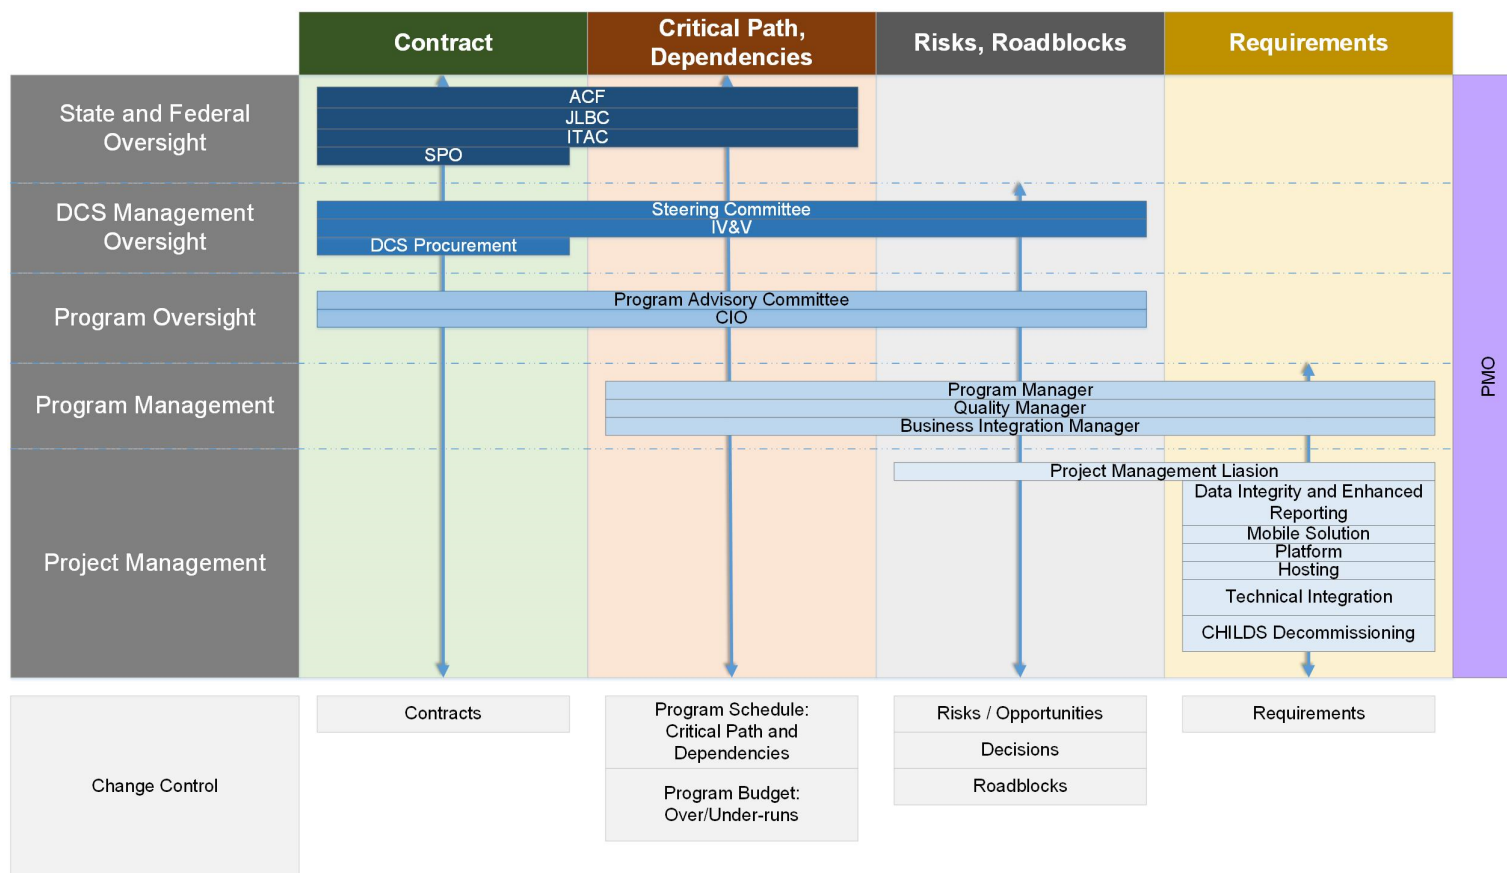 Contract
Critical Path,
Dependencies
Risks, Roadblocks
Requirements
State and Federal
Oversight
ACF
JLBC
ITAC
SPO
DCS Management
Oversight
Steering Committee
IV&V
DCS Procurement
Program Oversight
Program Advisory Committee
CIO
Program Management
Program Manager
Quality Manager
Business Integration Manager
Project Management
Project Management Liasion
Data Integrity and Enhanced
Reporting
Mobile Solution
Platform
Hosting
Technical Integration
CHILDS Decommissioning
PMO
Change Control
Contracts
Program Schedule:
Critical Path and
Dependencies
Program Budget:
Over/Under-runs
Risks / Opportunities
Decisions
Roadblocks
Requirements